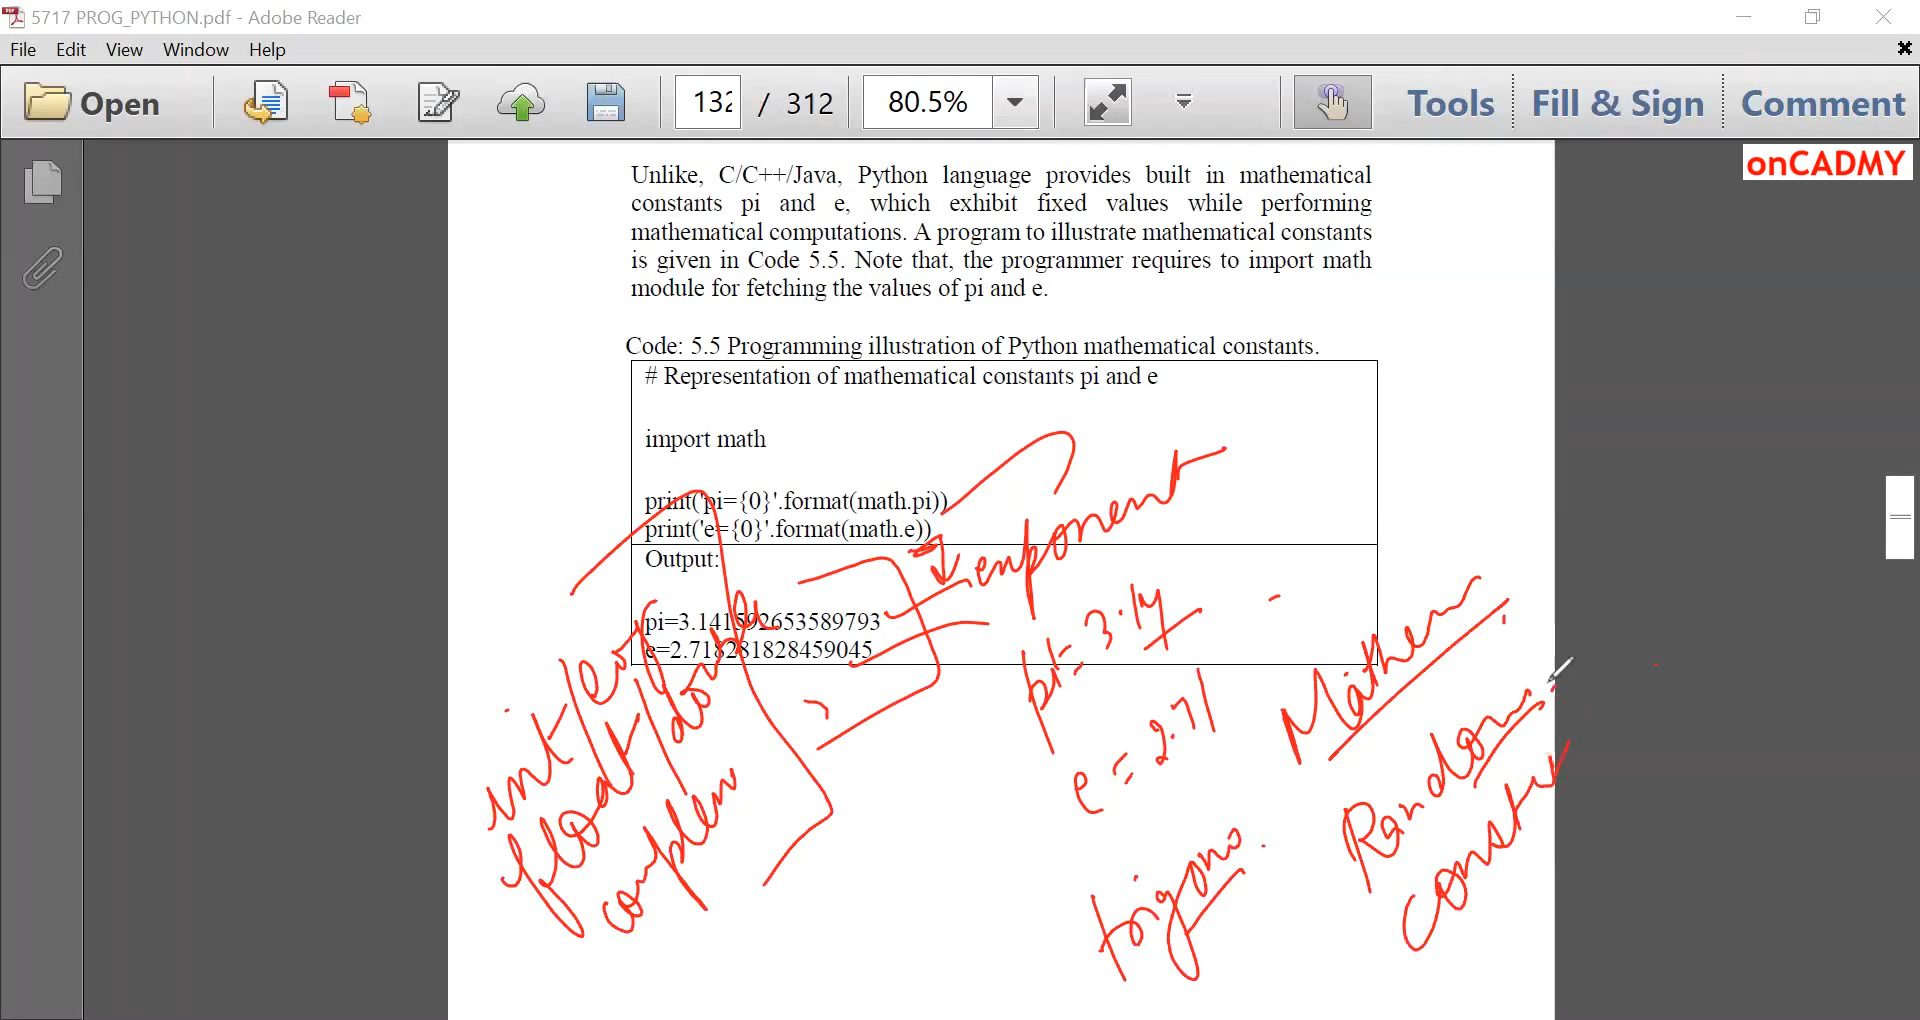 5717 PROG_PYTHON.pdf - Adobe Reader
File Edit View Window Help
Open 132 / 312 80.5% Tools Fill & Sign Comment
onCADMY
Unlike, C/C++/Java, Python language provides built in mathematical
constants pi and e, which exhibit fixed values while performing
mathematical computations. A program to illustrate mathematical constants
is given in Code 5.5. Note that, the programmer requires to import math
module for fetching the values of pi and e.
Code: 5.5 Programming illustration of Python mathematical constants.
# Representation of mathematical constants pi and e
import math
print('pi={0}'.format(math.pi))
print('e={0}'.format(math.e))
Output:
pi=3.141592653589793
e=2.718281828459045
exponent
pi = 3.14
e = 2.71
int/
float/double
complex
Mathem
Random
Const
trigono.